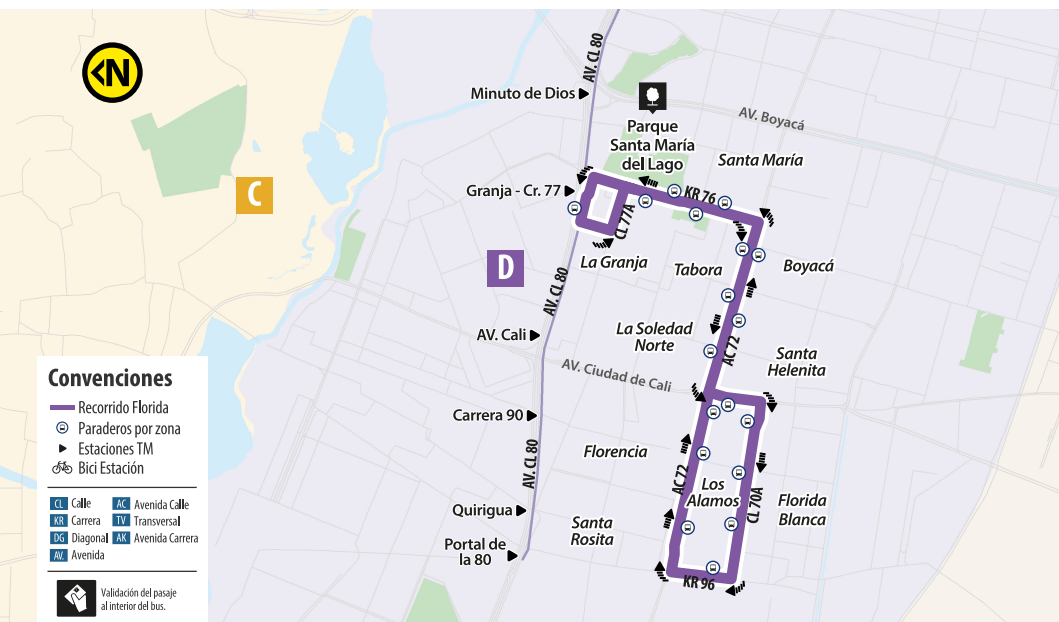 N
AV. CL 80
Minuto de Dios
AV. Boyacá
Parque
Santa María
del Lago
Santa María
C
Granja - Cr. 77
KR 76
CL 77A
La Granja
D
Tabora
Boyacá
AV. CL 80
La Soledad
Norte
AV. Cali
AC 72
Santa
Helenita
AV. Ciudad de Cali
Carrera 90
AV. CL 80
Florencia
AC 72
Los
Alamos
CL 70A
Florida
Blanca
Quirigua
Santa
Rosita
Portal de
la 80
KR 96
Convenciones
Recorrido Florida
Paraderos por zona
Estaciones TM
Bici Estación
CL Calle
AC Avenida Calle
KR Carrera
TV Transversal
DG Diagonal
AK Avenida Carrera
AV. Avenida
Validación del pasaje
al interior del bus.